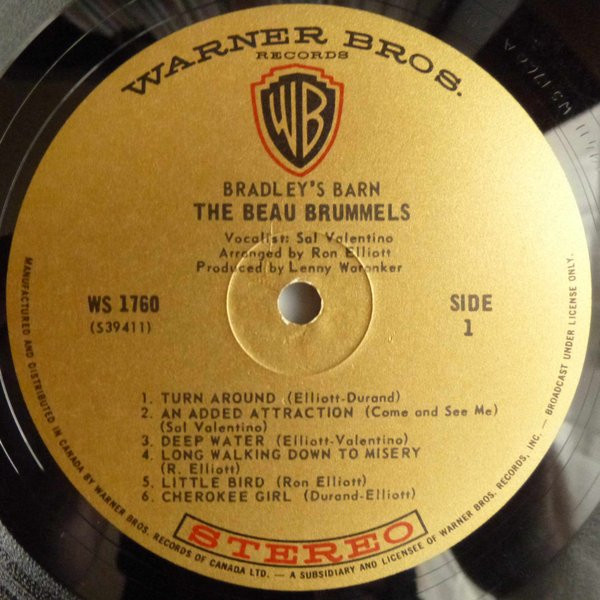 WARNER BROS.
RECORDS
WB
BRADLEY'S BARN
THE BEAU BRUMMELS
Vocalist: Sal Valentino
Arranged by Ron Elliott
Produced by Lenny Waronker
WS 1760
(S39411)
SIDE
1
1. TURN AROUND (Elliott-Durand)
2. AN ADDED ATTRACTION (Come and See Me)
(Sal Valentino)
3. DEEP WATER (Elliott-Valentino)
4. LONG WALKING DOWN TO MISERY
(R. Elliott)
5. LITTLE BIRD (Ron Elliott)
6. CHEROKEE GIRL (Durand-Elliott)
STEREO
MANUFACTURED AND DISTRIBUTED IN CANADA BY WARNER BROS. RECORDS OF CANADA LTD. — A SUBSIDIARY AND LICENSEE OF WARNER BROS. RECORDS, INC. — BROADCAST UNDER LICENSE ONLY.